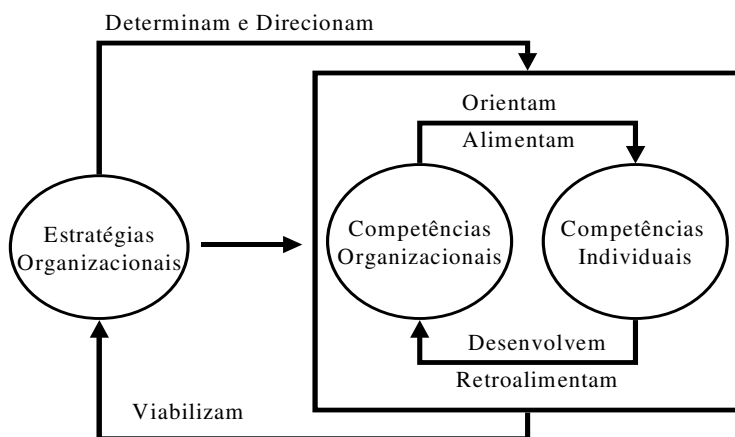 Determinam e Direcionam
Orientam
Alimentam
Estratégias
Organizacionais
Competências
Organizacionais
Competências
Individuais
Desenvolvem
Retroalimentam
Viabilizam